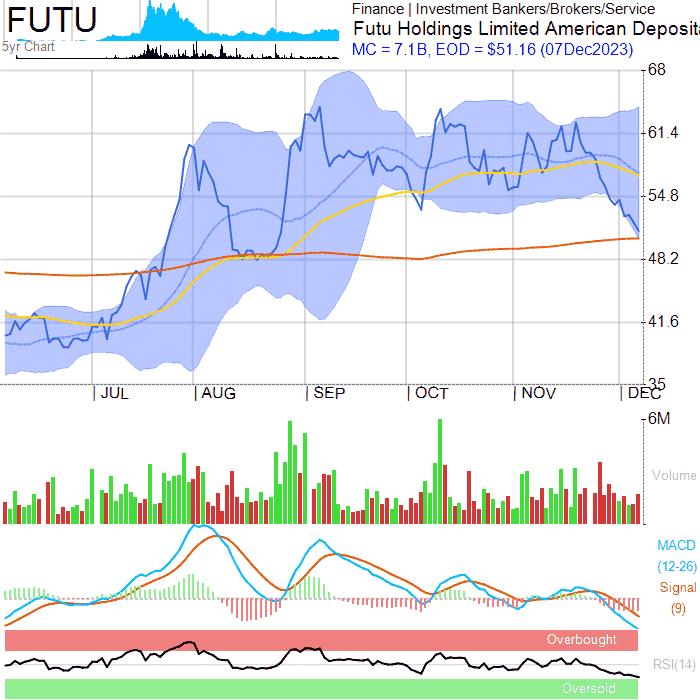 FUTU
5yr Chart
Finance | Investment Bankers/Brokers/Service
Futu Holdings Limited American Deposit
MC = 7.1B, EOD = $51.16 (07Dec2023)
68
61.4
54.8
48.2
41.6
35
JUL
AUG
SEP
OCT
NOV
DEC
6M
Volume
MACD
(12-26)
Signal
(9)
Overbought
RSI(14)
Oversold